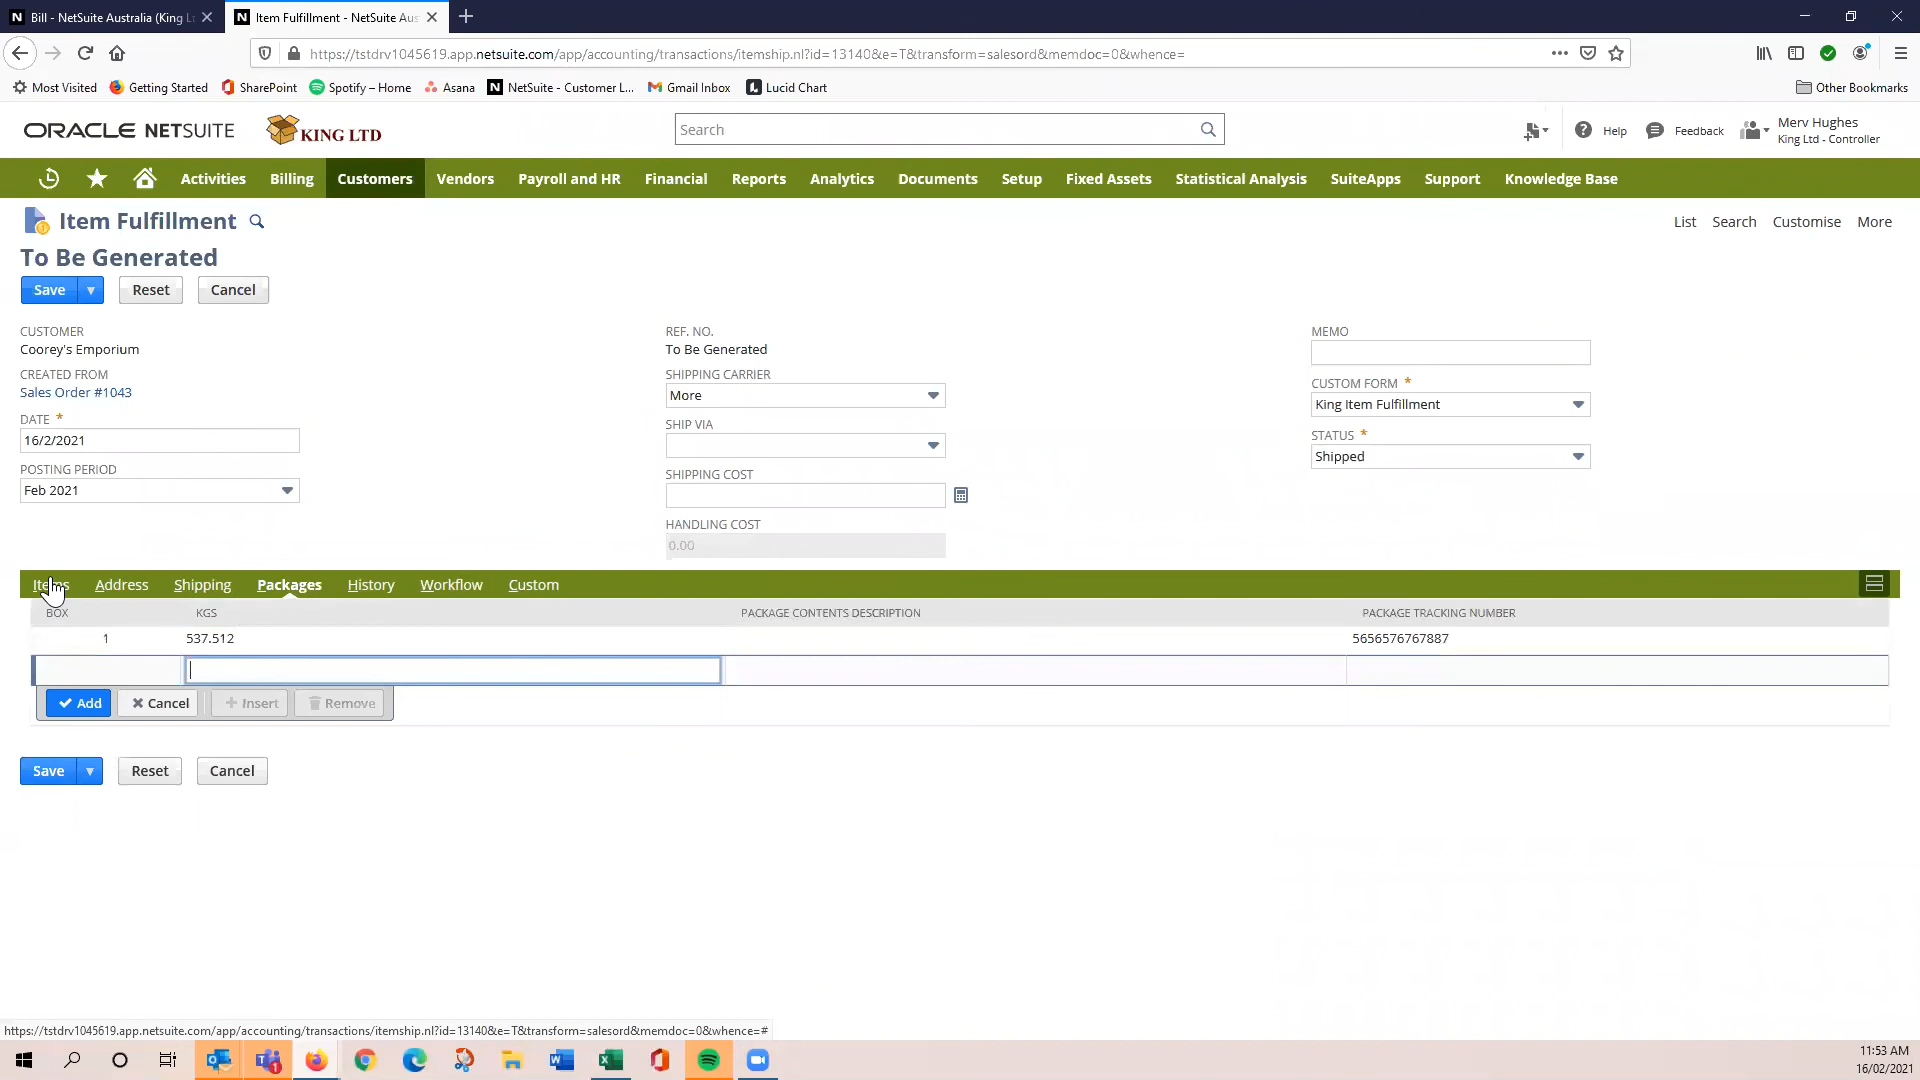 Bill - NetSuite Australia (King L
Item Fulfillment - NetSuite Aus
https://tstdrv1045619.app.netsuite.com/app/accounting/transactions/itemship.nl?id=13140&e=T&transform=salesord&memdoc=0&whence=
Most Visited Getting Started SharePoint Spotify – Home Asana NetSuite - Customer L... Gmail Inbox Lucid Chart Other Bookmarks
ORACLE NETSUITE KING LTD Search Help Feedback Merv Hughes
King Ltd - Controller
Activities Billing Customers Vendors Payroll and HR Financial Reports Analytics Documents Setup Fixed Assets Statistical Analysis SuiteApps Support Knowledge Base
Item Fulfillment List Search Customise More
To Be Generated
Save Reset Cancel
CUSTOMER
Coorey's Emporium
CREATED FROM
Sales Order #1043
DATE *
16/2/2021
POSTING PERIOD
Feb 2021
REF. NO.
To Be Generated
SHIPPING CARRIER
More
SHIP VIA
SHIPPING COST
HANDLING COST
0.00
MEMO
CUSTOM FORM *
King Item Fulfillment
STATUS *
Shipped
Items Address Shipping Packages History Workflow Custom
BOX KGS PACKAGE CONTENTS DESCRIPTION PACKAGE TRACKING NUMBER
1 537.512 5656576767887
Add Cancel Insert Remove
Save Reset Cancel
https://tstdrv1045619.app.netsuite.com/app/accounting/transactions/itemship.nl?id=13140&e=T&transform=salesord&memdoc=0&whence=#
11:53 AM
16/02/2021